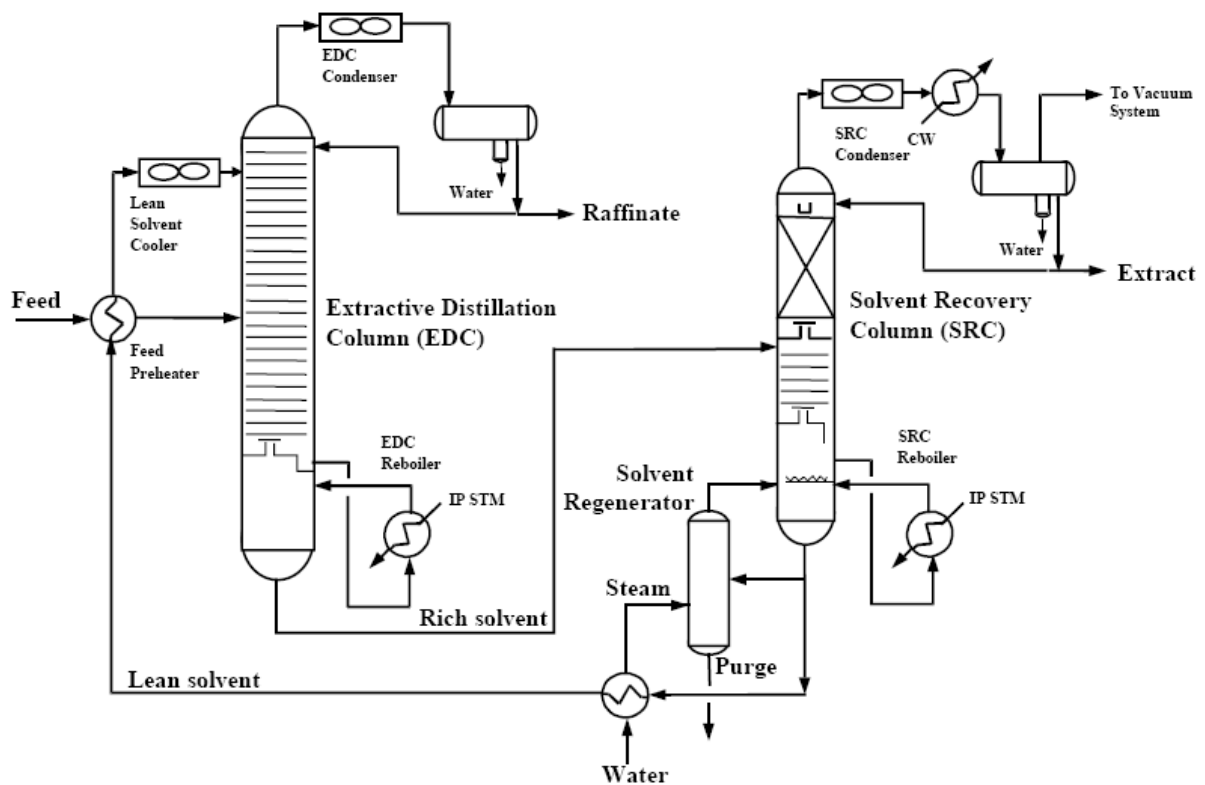 EDC
Condenser
To Vacuum
System
SRC
Condenser
CW
Lean
Solvent
Cooler
Water
Raffinate
Water
Extract
Feed
Extractive Distillation
Column (EDC)
Solvent Recovery
Column (SRC)
Feed
Preheater
EDC
Reboiler
SRC
Reboiler
Solvent
Regenerator
IP STM
IP STM
Steam
Rich solvent
Purge
Lean solvent
Water